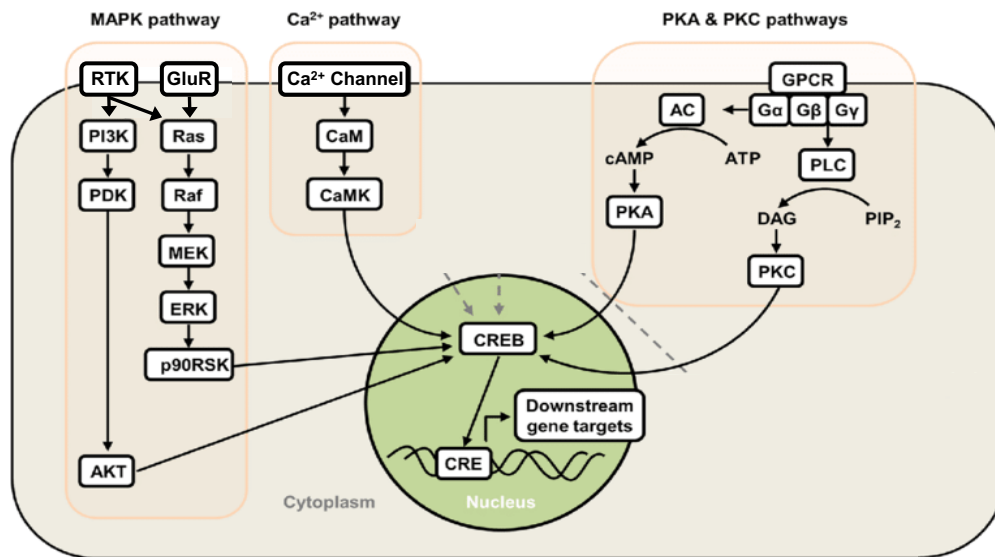 MAPK pathway
Ca²⁺ pathway
PKA & PKC pathways
RTK
GluR
Ca²⁺ Channel
GPCR
PI3K
Ras
CaM
AC
Gα
Gβ
Gγ
cAMP
ATP
PLC
PDK
Raf
CaMK
PKA
DAG
PIP₂
MEK
PKC
ERK
CREB
p90RSK
Downstream
gene targets
AKT
CRE
Cytoplasm
Nucleus